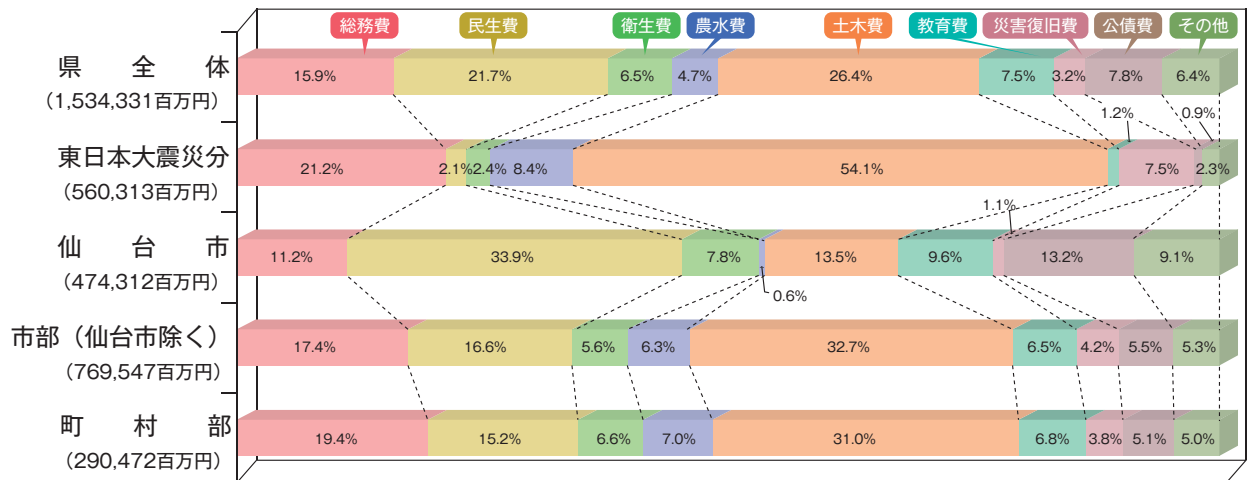 総務費 民生費 衛生費 農水費 土木費 教育費 災害復旧費 公債費 その他
県全体
15.9% 21.7% 6.5% 4.7% 26.4% 7.5% 3.2% 7.8% 6.4%
(1,534,331百万円)
1.2% 0.9%
東日本大震災分
21.2% 2.1% 2.4% 8.4% 54.1% 7.5% 2.3%
(560,313百万円)
1.1%
仙台市
11.2% 33.9% 7.8% 13.5% 9.6% 13.2% 9.1%
(474,312百万円)
0.6%
市部（仙台市除く）
17.4% 16.6% 5.6% 6.3% 32.7% 6.5% 4.2% 5.5% 5.3%
(769,547百万円)
町村部
19.4% 15.2% 6.6% 7.0% 31.0% 6.8% 3.8% 5.1% 5.0%
(290,472百万円)